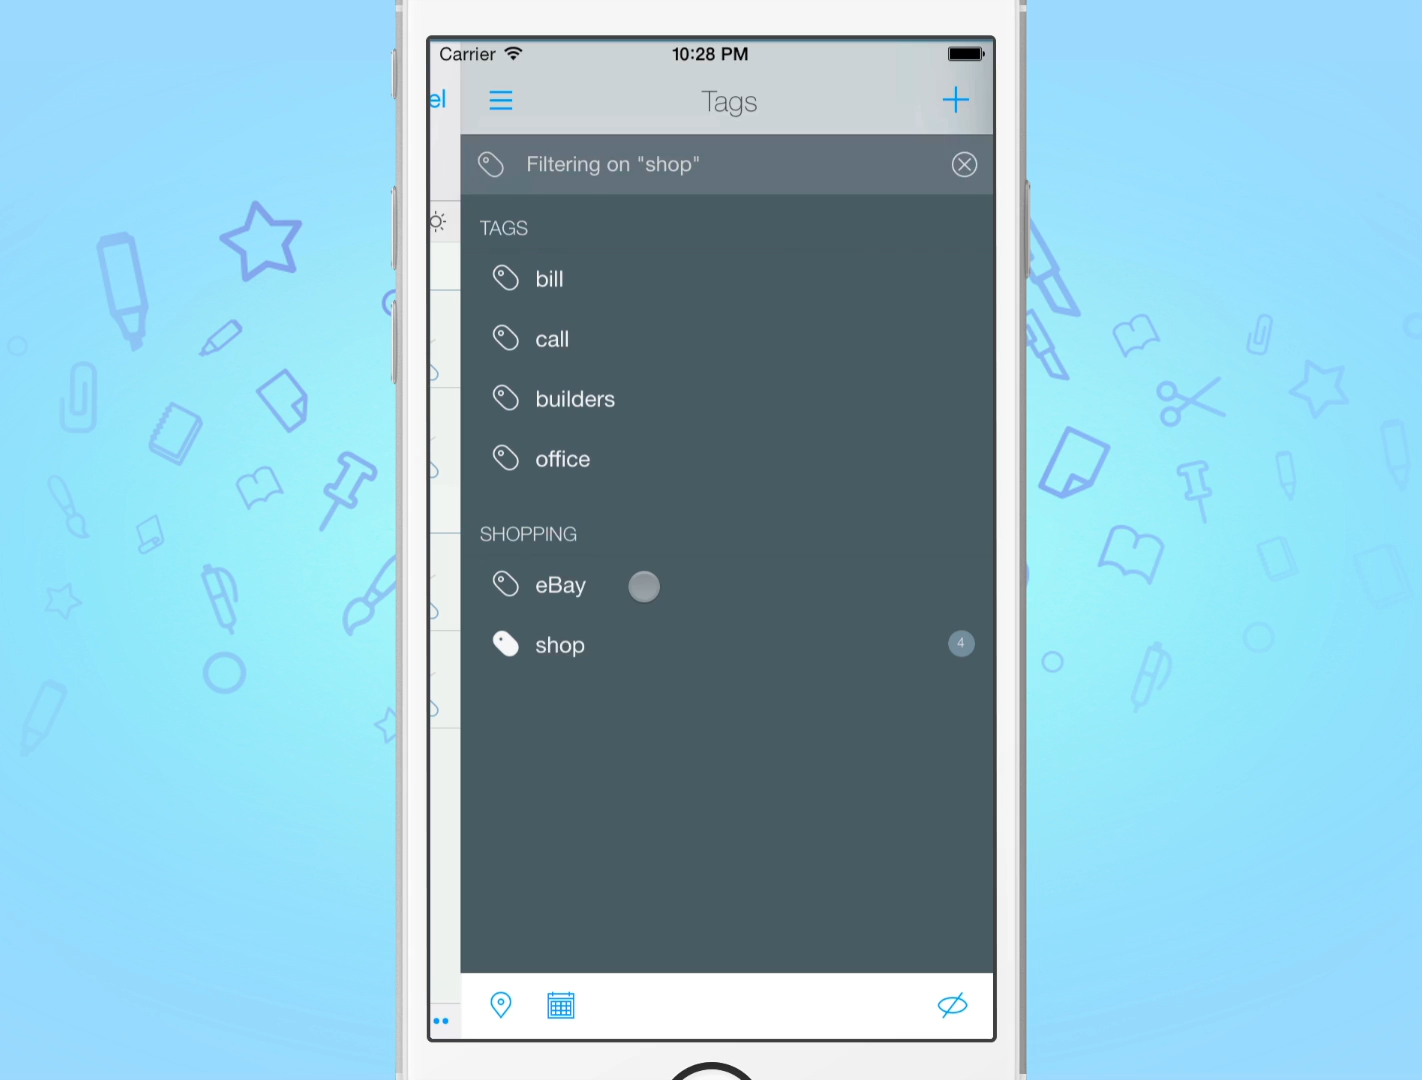 Carrier 10:28 PM
el Tags
Filtering on "shop"
TAGS
bill
call
builders
office
SHOPPING
eBay
shop 4